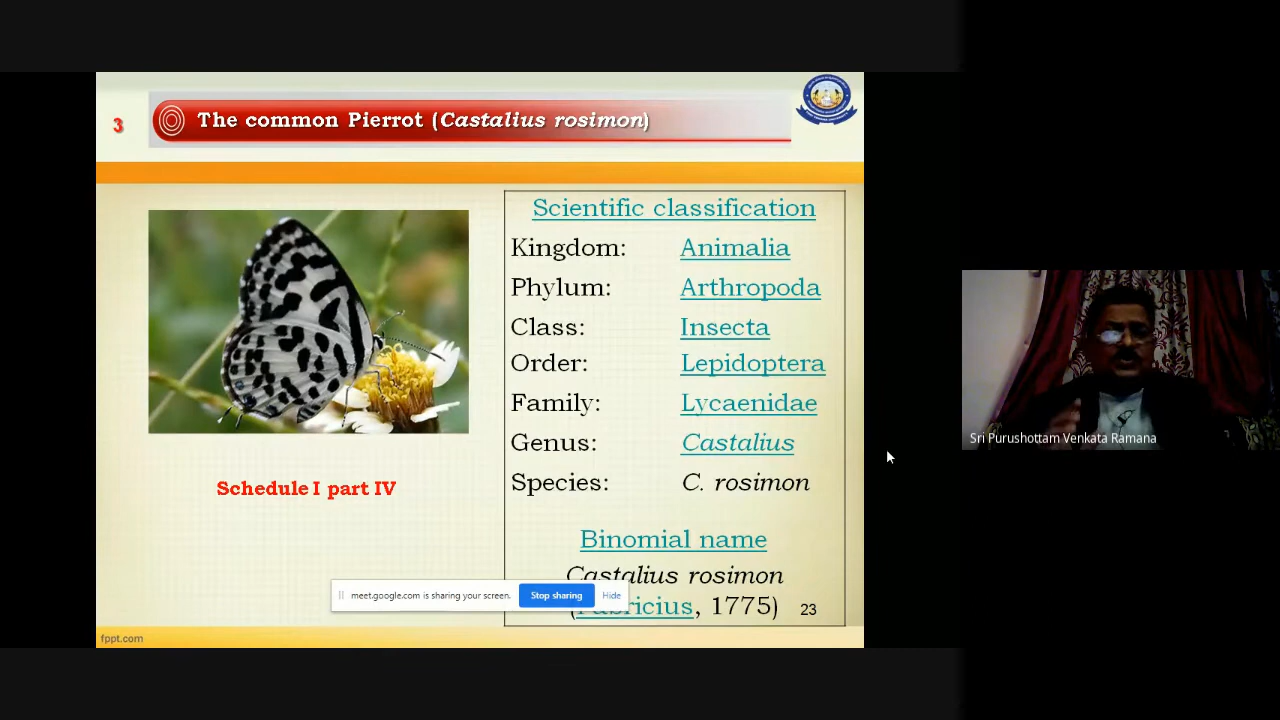 3
The common Pierrot (Castalius rosimon)
Scientific classification
Kingdom: Animalia
Phylum: Arthropoda
Class: Insecta
Order: Lepidoptera
Family: Lycaenidae
Genus: Castalius
Species: C. rosimon
Schedule I part IV
Binomial name
Castalius rosimon
(Fabricius, 1775)
23
meet.google.com is sharing your screen. Stop sharing Hide
fppt.com
Sri Purushottam Venkata Ramana